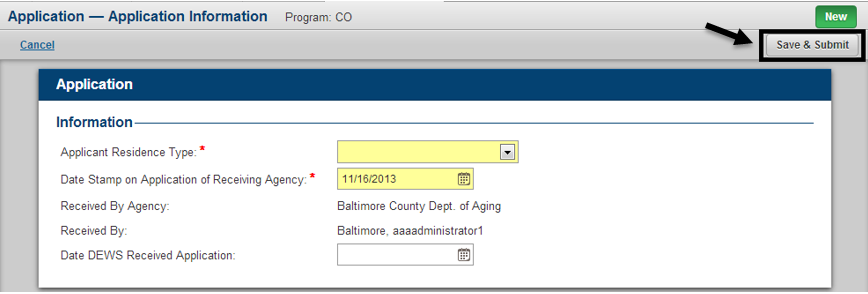 Application — Application Information Program: CO New
Cancel Save & Submit
Application
Information
Applicant Residence Type: *
Date Stamp on Application of Receiving Agency: * 11/16/2013
Received By Agency: Baltimore County Dept. of Aging
Received By: Baltimore, aaaadministrator1
Date DEWS Received Application: